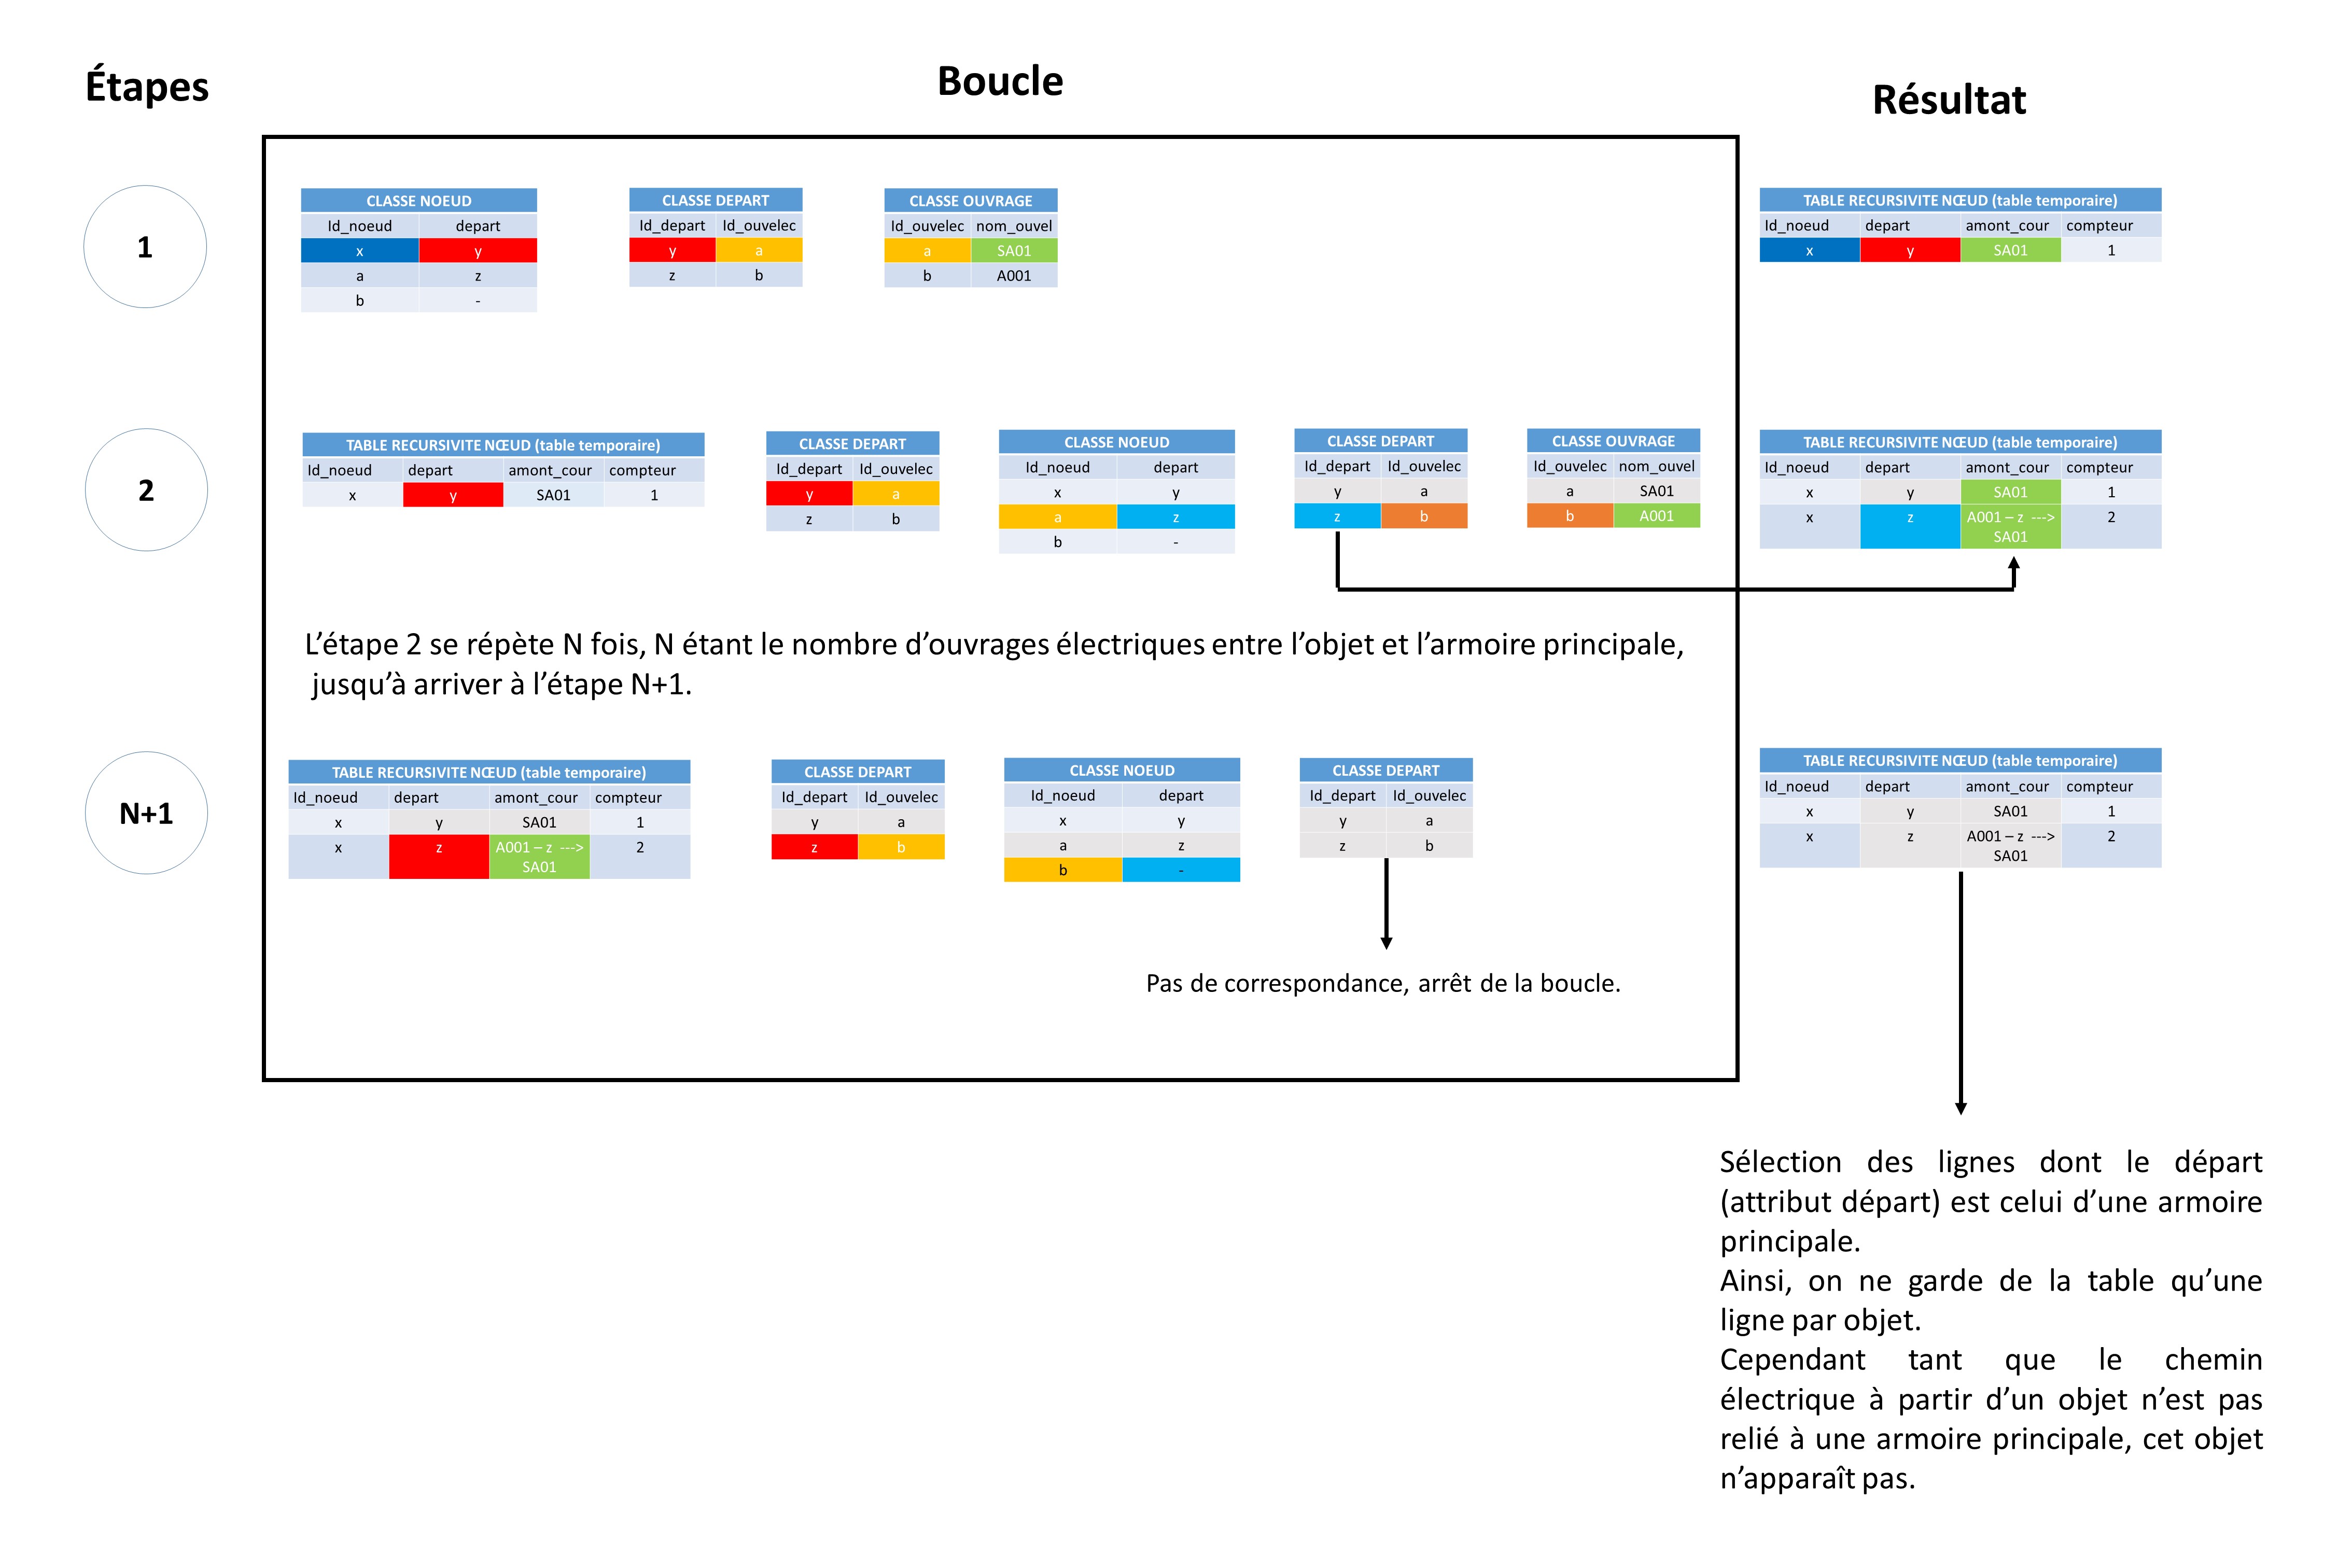 Étapes
Boucle
Résultat
1
CLASSE NOEUD
Id_noeud depart
x y
a z
b -
CLASSE DEPART
Id_depart Id_ouvelec
y a
z b
CLASSE OUVRAGE
Id_ouvelec nom_ouvel
a SA01
b A001
TABLE RECURSIVITE NŒUD (table temporaire)
Id_noeud depart amont_cour compteur
x y SA01 1
2
TABLE RECURSIVITE NŒUD (table temporaire)
Id_noeud depart amont_cour compteur
x y SA01 1
CLASSE DEPART
Id_depart Id_ouvelec
y a
z b
CLASSE NOEUD
Id_noeud depart
x y
a z
b -
CLASSE DEPART
Id_depart Id_ouvelec
y a
z b
CLASSE OUVRAGE
Id_ouvelec nom_ouvel
a SA01
b A001
TABLE RECURSIVITE NŒUD (table temporaire)
Id_noeud depart amont_cour compteur
x y SA01 1
x z A001 – z ---> 2
SA01
L’étape 2 se répète N fois, N étant le nombre d’ouvrages électriques entre l’objet et l’armoire principale,
jusqu’à arriver à l’étape N+1.
N+1
TABLE RECURSIVITE NŒUD (table temporaire)
Id_noeud depart amont_cour compteur
x y SA01 1
x z A001 – z ---> 2
SA01
CLASSE DEPART
Id_depart Id_ouvelec
y a
z b
CLASSE NOEUD
Id_noeud depart
x y
a z
b -
CLASSE DEPART
Id_depart Id_ouvelec
y a
z b
TABLE RECURSIVITE NŒUD (table temporaire)
Id_noeud depart amont_cour compteur
x y SA01 1
x z A001 – z ---> 2
SA01
Pas de correspondance, arrêt de la boucle.
Sélection des lignes dont le départ
(attribut départ) est celui d’une armoire
principale.
Ainsi, on ne garde de la table qu’une
ligne par objet.
Cependant tant que le chemin
électrique à partir d’un objet n’est pas
relié à une armoire principale, cet objet
n’apparaît pas.